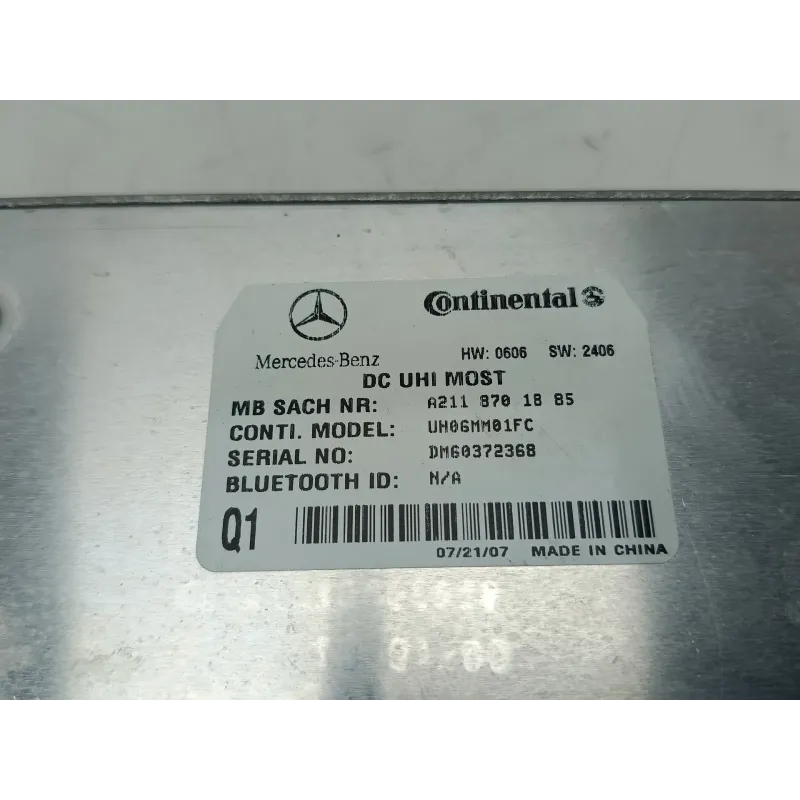 Mercedes-Benz
Continental
HW: 0606 SW: 2406
DC UHI MOST
MB SACH NR: A211 870 18 85
CONTI. MODEL: UH06MM01FC
SERIAL NO: DM60372368
BLUETOOTH ID: N/A
Q1
07/21/07 MADE IN CHINA